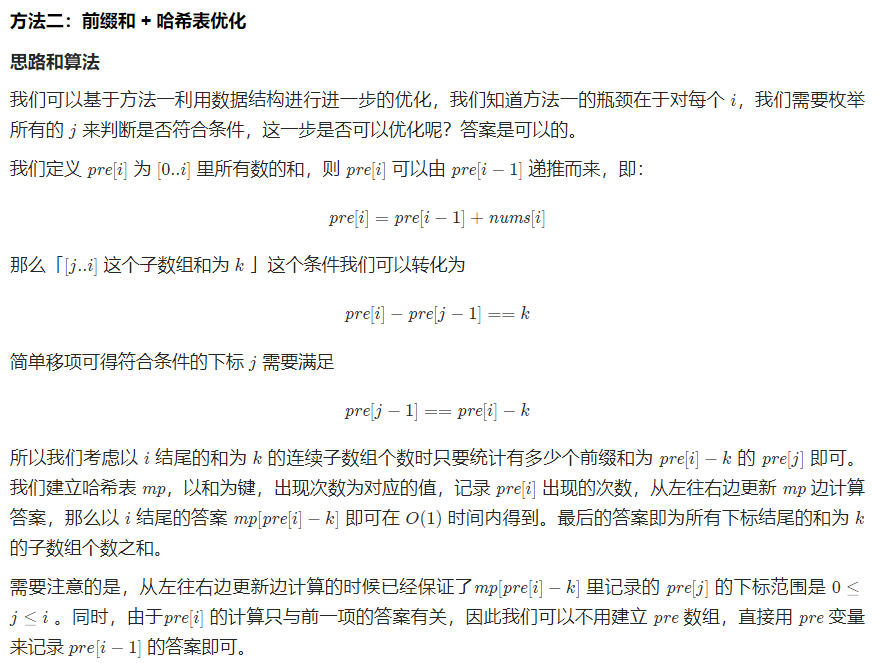 方法二：前缀和 + 哈希表优化
思路和算法
我们可以基于方法一利用数据结构进行进一步的优化，我们知道方法一的瓶颈在于对每个 i，我们需要枚举
所有的 j 来判断是否符合条件，这一步是否可以优化呢？答案是可以的。
我们定义 pre[i] 为 [0..i] 里所有数的和，则 pre[i] 可以由 pre[i − 1] 递推而来，即：
pre[i] = pre[i − 1] + nums[i]
那么「[j..i] 这个子数组和为 k 」这个条件我们可以转化为
pre[i] − pre[j − 1] == k
简单移项可得符合条件的下标 j 需要满足
pre[j − 1] == pre[i] − k
所以我们考虑以 i 结尾的和为 k 的连续子数组个数时只要统计有多少个前缀和为 pre[i] − k 的 pre[j] 即可。
我们建立哈希表 mp，以和为键，出现次数为对应的值，记录 pre[i] 出现的次数，从左往右边更新 mp 边计算
答案，那么以 i 结尾的答案 mp[pre[i] − k] 即可在 O(1) 时间内得到。最后的答案即为所有下标结尾的和为 k
的子数组个数之和。
需要注意的是，从左往右边更新边计算的时候已经保证了mp[pre[i] − k] 里记录的 pre[j] 的下标范围是 0 ≤
j ≤ i 。同时，由于pre[i] 的计算只与前一项的答案有关，因此我们可以不用建立 pre 数组，直接用 pre 变量
来记录 pre[i − 1] 的答案即可。